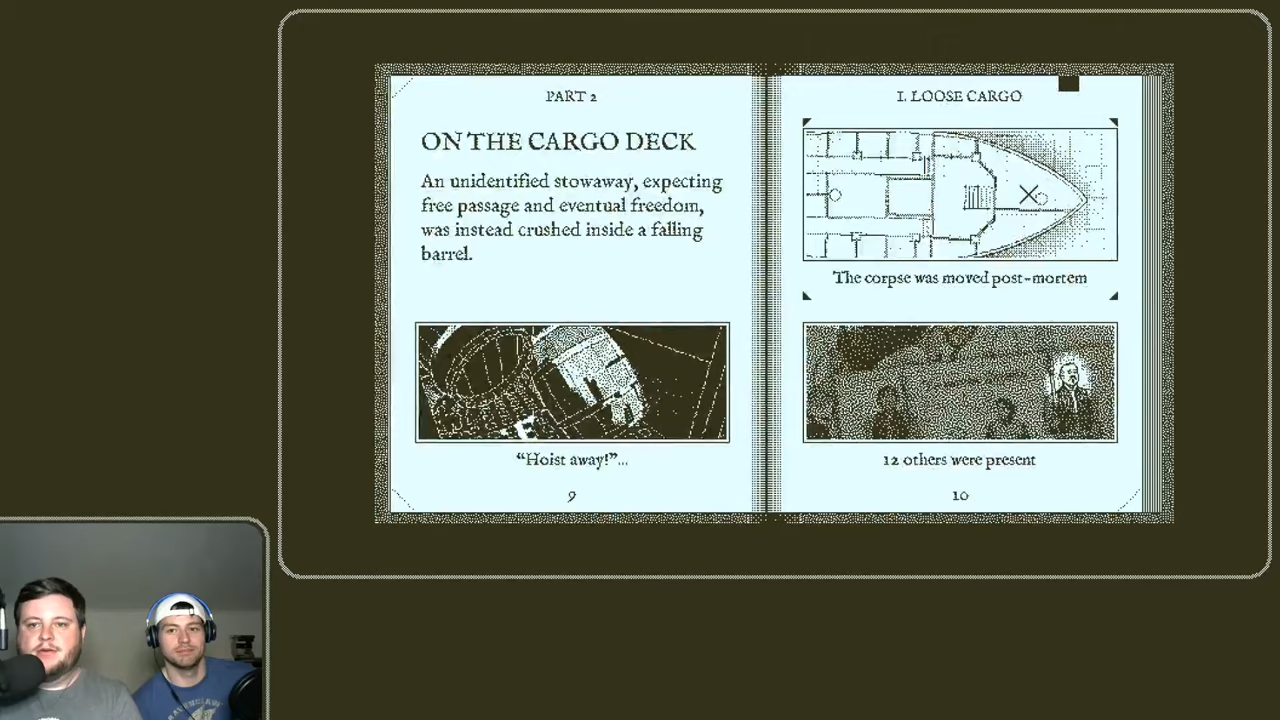 PART 2
ON THE CARGO DECK
An unidentified stowaway, expecting
free passage and eventual freedom,
was instead crushed inside a falling
barrel.
"Hoist away!"...
9
I. LOOSE CARGO
The corpse was moved post-mortem
12 others were present
10